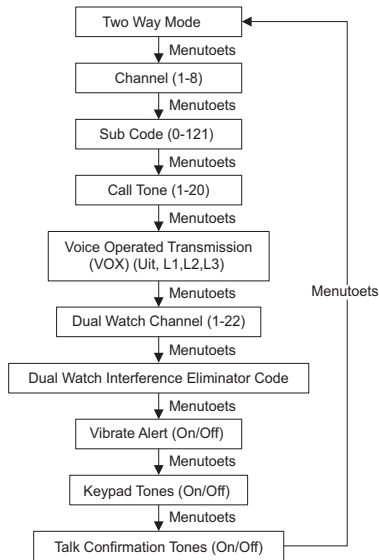 Two Way Mode
Menutoets
Channel (1-8)
Menutoets
Sub Code (0-121)
Menutoets
Call Tone (1-20)
Menutoets
Voice Operated Transmission
(VOX) (Uit, L1,L2,L3)
Menutoets
Dual Watch Channel (1-22)
Menutoets
Dual Watch Interference Eliminator Code
Menutoets
Vibrate Alert (On/Off)
Menutoets
Keypad Tones (On/Off)
Menutoets
Talk Confirmation Tones (On/Off)
Menutoets